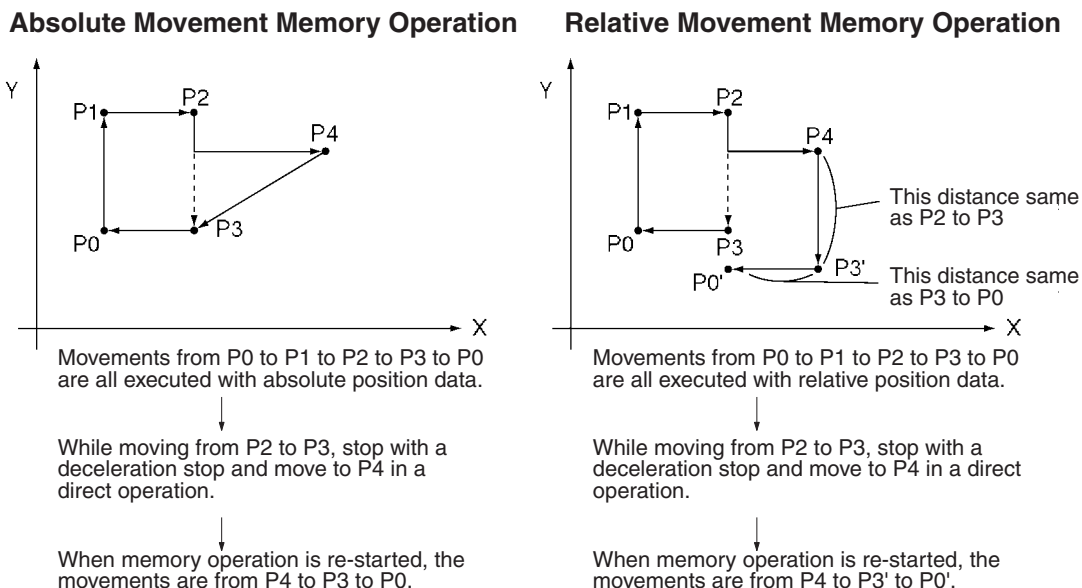 Absolute Movement Memory Operation
Y
P1
P2
P4
P0
P3
X
Movements from P0 to P1 to P2 to P3 to P0
are all executed with absolute position data.
While moving from P2 to P3, stop with a
deceleration stop and move to P4 in a
direct operation.
When memory operation is re-started, the
movements are from P4 to P3 to P0.
Relative Movement Memory Operation
Y
P1
P2
P4
This distance same
as P2 to P3
P0
P3
P0'
P3'
This distance same
as P3 to P0
X
Movements from P0 to P1 to P2 to P3 to P0
are all executed with relative position data.
While moving from P2 to P3, stop with a
deceleration stop and move to P4 in a direct
operation.
When memory operation is re-started, the
movements are from P4 to P3' to P0'.